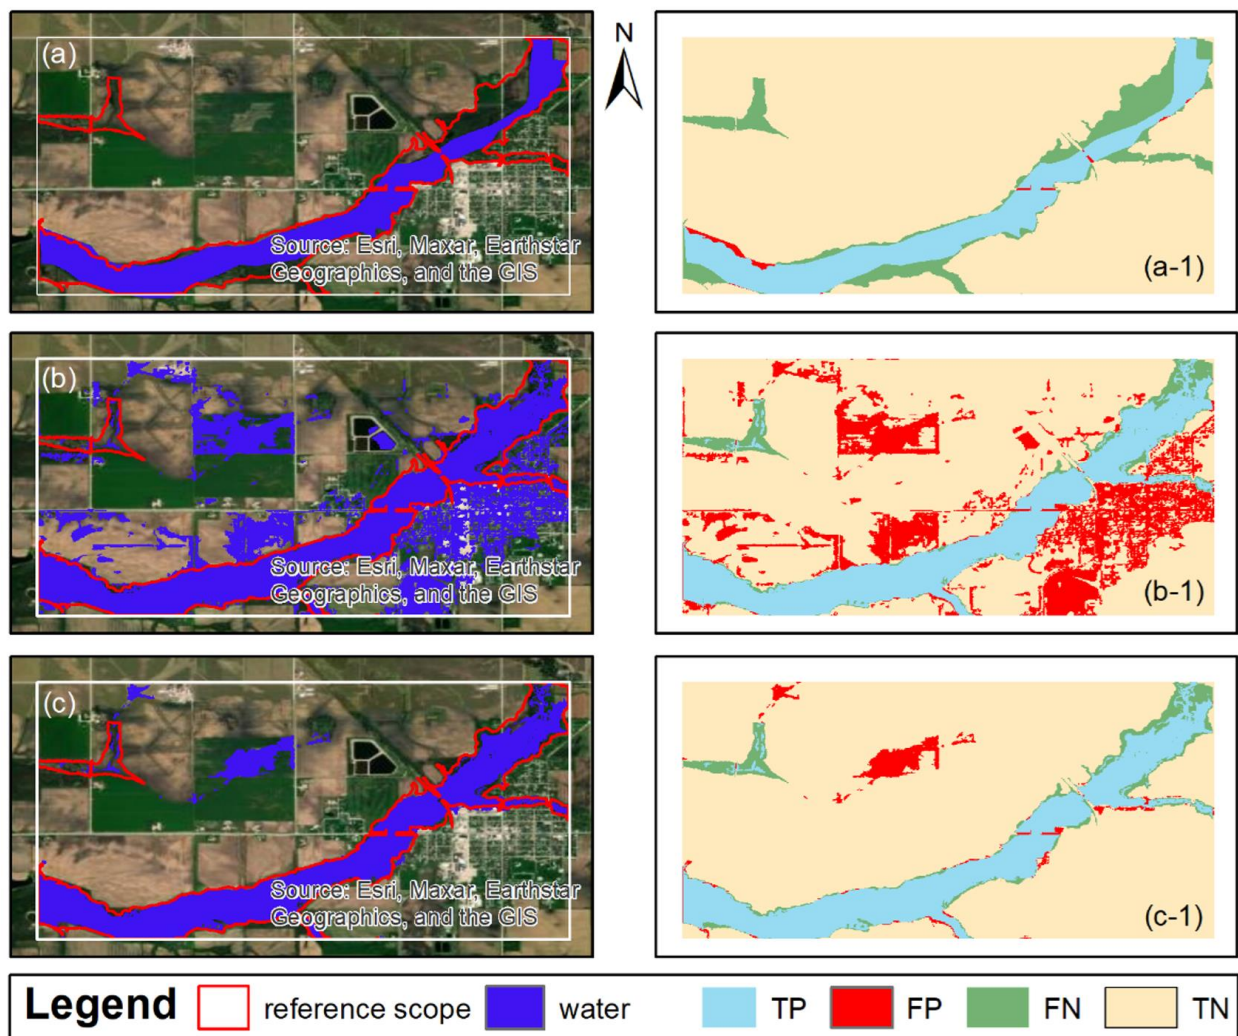 (a)
N
Source: Esri, Maxar, Earthstar
Geographics, and the GIS
(a-1)
(b)
Source: Esri, Maxar, Earthstar
Geographics, and the GIS
(b-1)
(c)
Source: Esri, Maxar, Earthstar
Geographics, and the GIS
(c-1)
Legend reference scope water TP FP FN TN